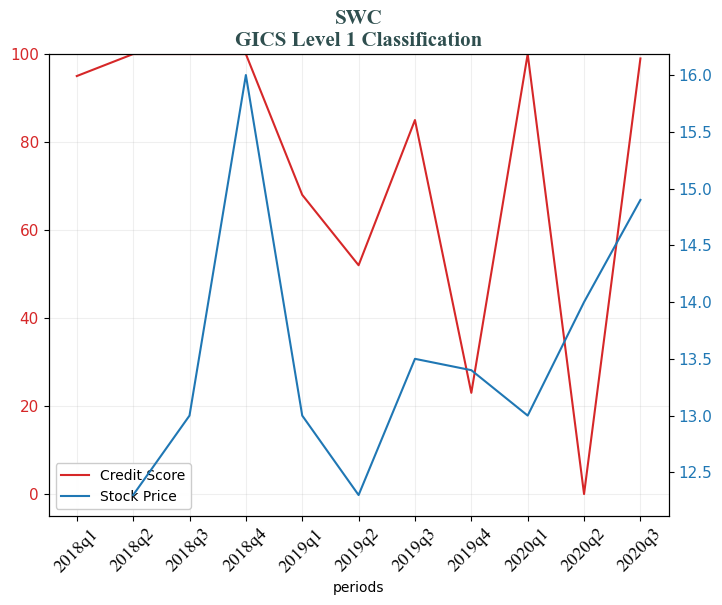 SWC
GICS Level 1 Classification
100
80
60
40
20
0
16.0
15.5
15.0
14.5
14.0
13.5
13.0
12.5
Credit Score
Stock Price
2018q1
2018q2
2018q3
2018q4
2019q1
2019q2
2019q3
2019q4
2020q1
2020q2
2020q3
periods